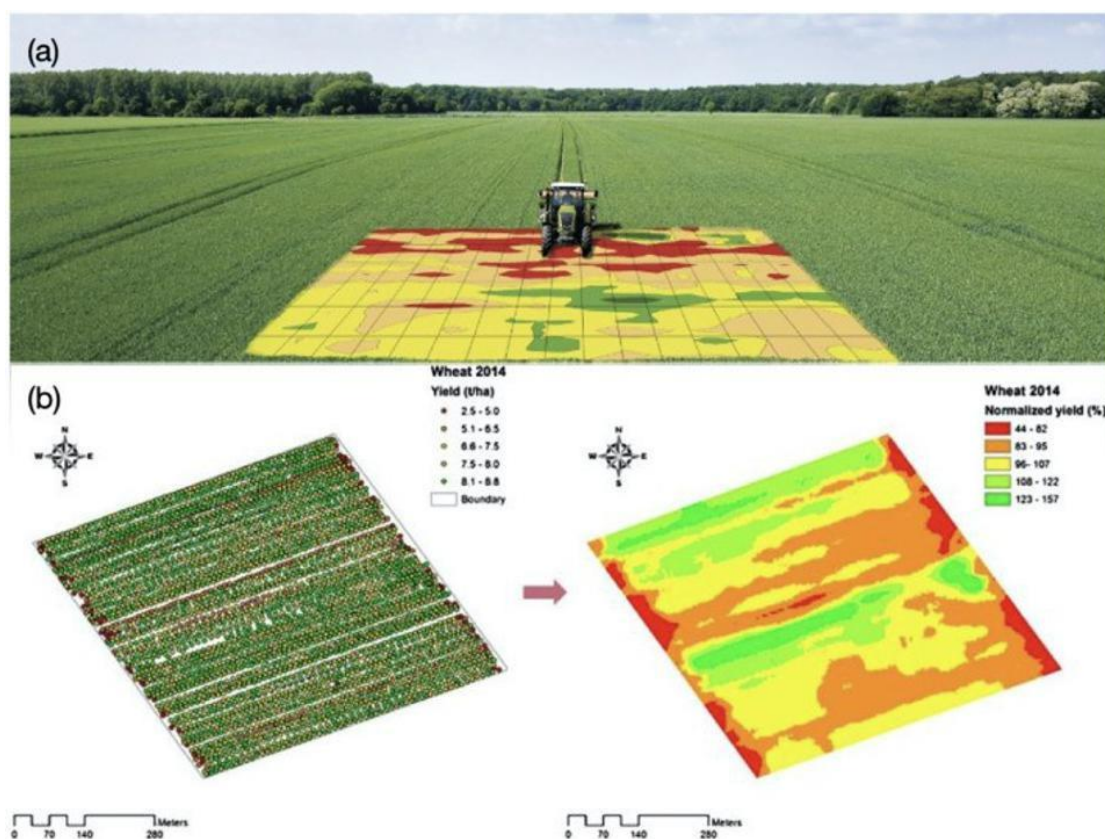 (a)
(b)
Wheat 2014
Yield (t/ha)
2.5 - 5.0
5.1 - 6.5
6.6 - 7.5
7.5 - 8.0
8.1 - 8.8
Boundary
N
W E
S
Meters
0 70 140 280
Wheat 2014
Normalized yield (%)
44 - 82
83 - 95
96- 107
108 - 122
123 - 157
N
W E
S
Meters
0 70 140 280